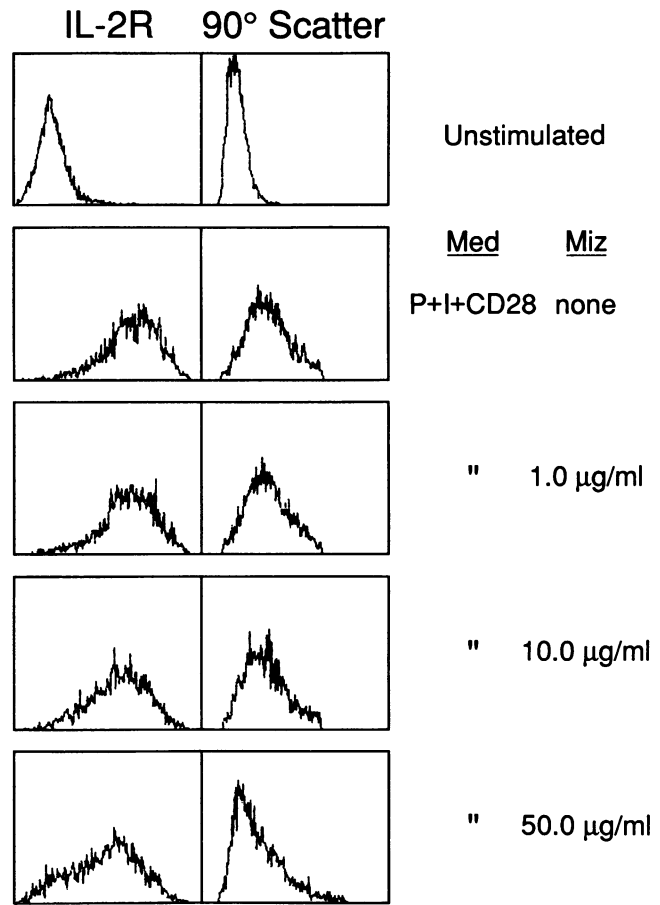 IL-2R 90° Scatter
Unstimulated
Med Miz
P+I+CD28 none
" 1.0 µg/ml
" 10.0 µg/ml
" 50.0 µg/ml